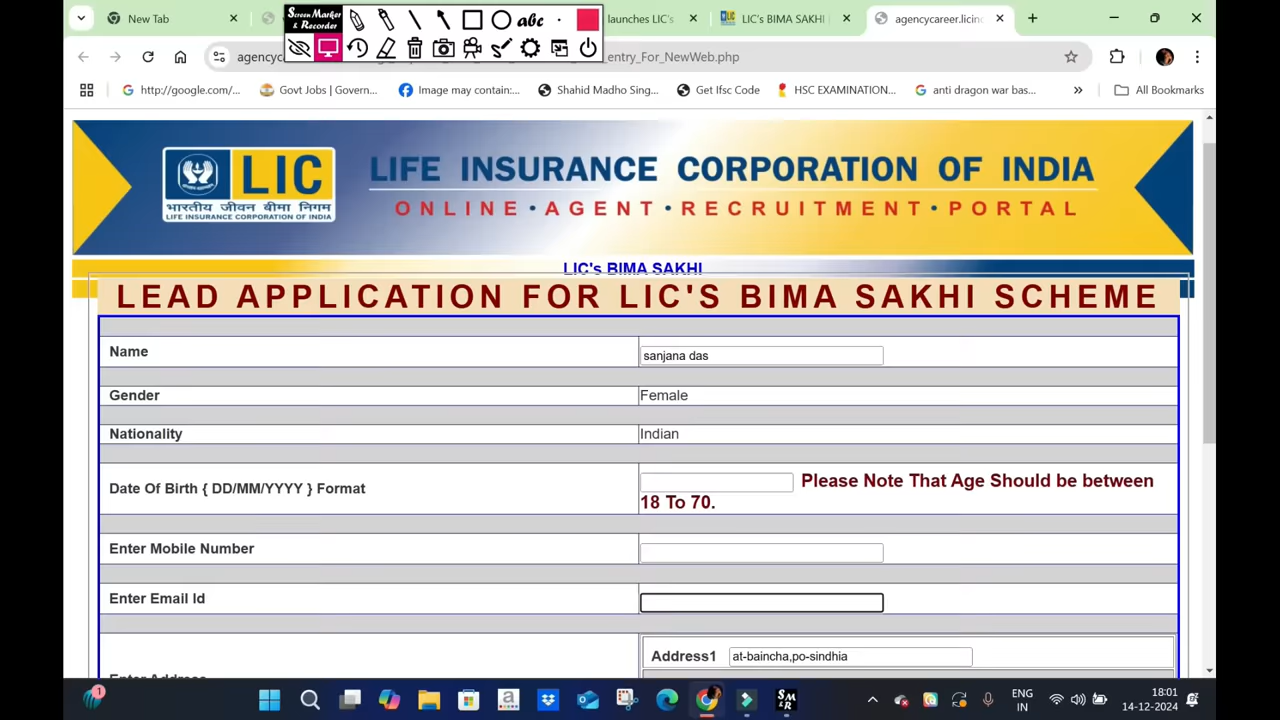 New Tab
Screen Marker
& Recorder
abc
launches LIC's
LIC's BIMA SAKHI
agencycareer.licinc
agencyc
_entry_For_NewWeb.php
http://google.com/...
Govt Jobs | Govern...
Image may contain:...
Shahid Madho Sing...
Get Ifsc Code
HSC EXAMINATION...
anti dragon war bas...
All Bookmarks
LIC
भारतीय जीवन बीमा निगम
LIFE INSURANCE CORPORATION OF INDIA
LIFE INSURANCE CORPORATION OF INDIA
ONLINE • AGENT • RECRUITMENT • PORTAL
LIC's BIMA SAKHI
LEAD APPLICATION FOR LIC'S BIMA SAKHI SCHEME
Name
sanjana das
Gender
Female
Nationality
Indian
Date Of Birth { DD/MM/YYYY } Format
Please Note That Age Should be between
18 To 70.
Enter Mobile Number
Enter Email Id
Address1
at-baincha,po-sindhia
Enter Address
1
a
S
M
&R
ENG
IN
18:01
14-12-2024